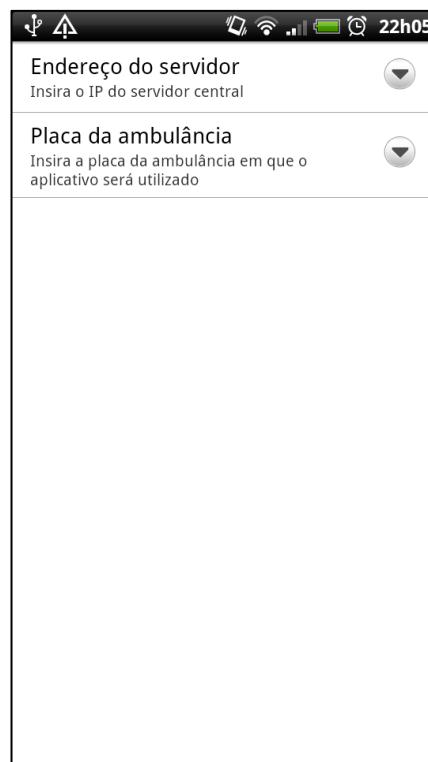 22h05
Endereço do servidor
Insira o IP do servidor central
Placa da ambulância
Insira a placa da ambulância em que o
aplicativo será utilizado